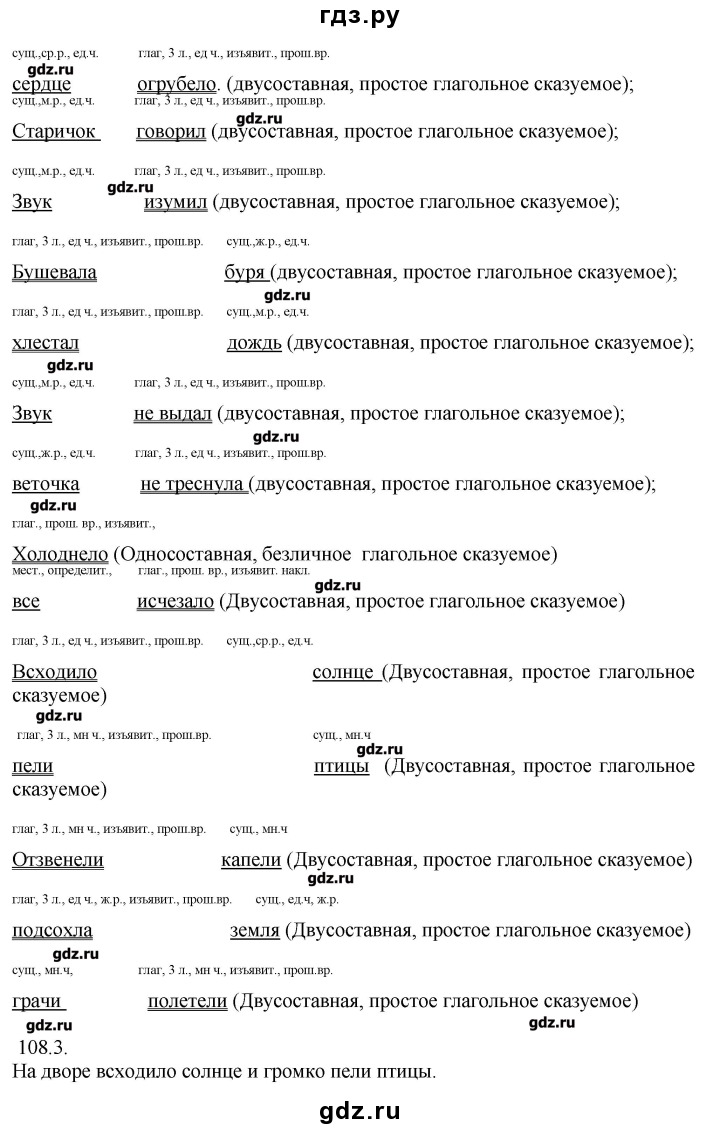 гдз.ру
сущ.,ср.р., ед.ч. глаг, 3 л., ед ч., изъявит., прош.вр.
gdz.ru
сердце огрубело. (двусоставная, простое глагольное сказуемое);
сущ.,м.р., ед.ч. глаг, 3 л., ед ч., изъявит., прош.вр.
gdz.ru
Старичок говорил (двусоставная, простое глагольное сказуемое);
сущ.,м.р., ед.ч. глаг, 3 л., ед ч., изъявит., прош.вр.
gdz.ru
Звук изумил (двусоставная, простое глагольное сказуемое);
глаг, 3 л., ед ч., изъявит., прош.вр. сущ.,ж.р., ед.ч.
Бушевала буря (двусоставная, простое глагольное сказуемое);
gdz.ru
глаг, 3 л., ед ч., изъявит., прош.вр. сущ.,м.р., ед.ч.
хлестал дождь (двусоставная, простое глагольное сказуемое);
gdz.ru
сущ.,м.р., ед.ч. глаг, 3 л., ед ч., изъявит., прош.вр.
Звук не выдал (двусоставная, простое глагольное сказуемое);
gdz.ru
сущ.,ж.р., ед.ч. глаг, 3 л., ед ч., изъявит., прош.вр.
веточка не треснула (двусоставная, простое глагольное сказуемое);
gdz.ru
глаг., прош. вр., изъявит.,
Холоднело (Односоставная, безличное глагольное сказуемое)
мест., определит., глаг., прош. вр., изъявит. накл.
gdz.ru
все исчезало (Двусоставная, простое глагольное сказуемое)
глаг, 3 л., ед ч., изъявит., прош.вр. сущ.,ср.р., ед.ч.
Всходило солнце (Двусоставная, простое глагольное
сказуемое)
gdz.ru
глаг, 3 л., мн ч., изъявит., прош.вр. сущ., мн.ч
gdz.ru
пели птицы (Двусоставная, простое глагольное
сказуемое)
глаг, 3 л., мн ч., изъявит., прош.вр. сущ., мн.ч
Отзвенели капели (Двусоставная, простое глагольное сказуемое)
gdz.ru
глаг, 3 л., ед ч., ж.р., изъявит., прош.вр. сущ., ед.ч, ж.р.
подсохла земля (Двусоставная, простое глагольное сказуемое)
gdz.ru
сущ., мн.ч, глаг, 3 л., мн ч., изъявит., прош.вр.
грачи полетели (Двусоставная, простое глагольное сказуемое)
gdz.ru gdz.ru
108.3.
На дворе всходило солнце и громко пели птицы.
gdz.ru